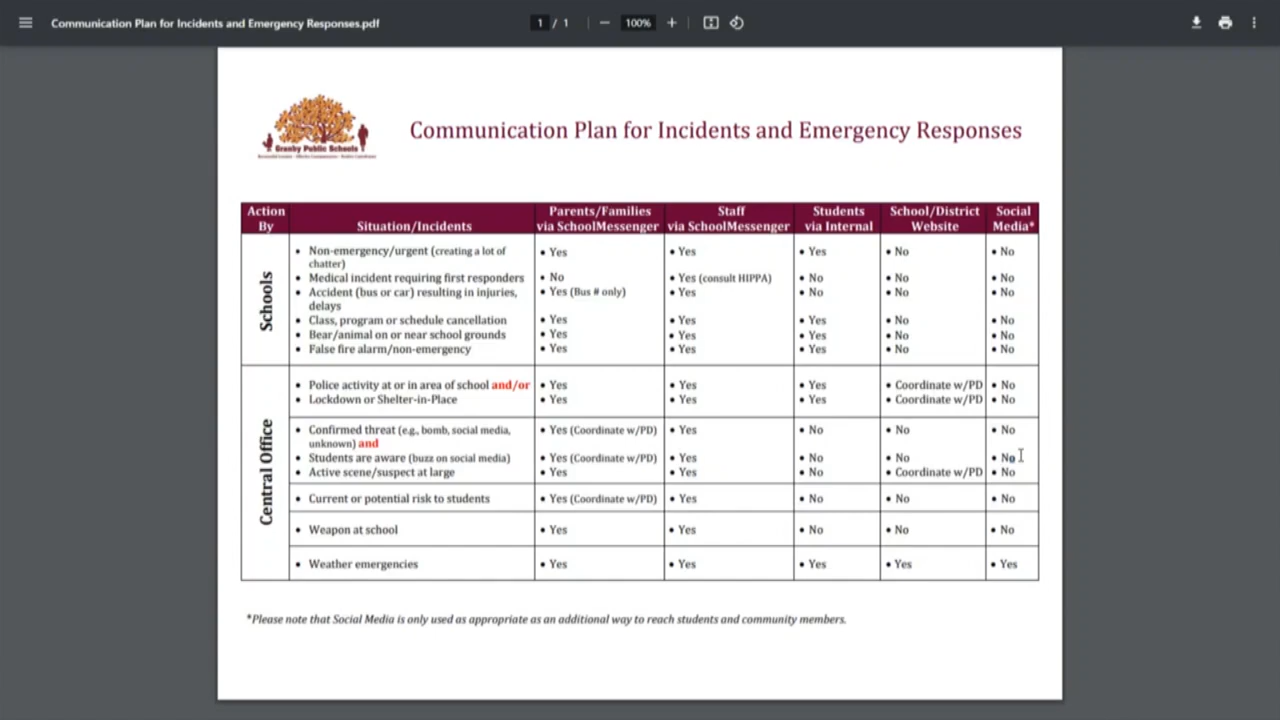 Communication Plan for Incidents and Emergency Responses.pdf
1 / 1
100%
Granby Public Schools
Communication Plan for Incidents and Emergency Responses
Action By
Situation/Incidents
Parents/Families via SchoolMessenger
Staff via SchoolMessenger
Students via Internal
School/District Website
Social Media*
Schools
• Non-emergency/urgent (creating a lot of chatter) • Yes • Yes • Yes • No • No
• Medical incident requiring first responders • No • Yes (consult HIPPA) • No • No • No
• Accident (bus or car) resulting in injuries, delays • Yes (Bus # only) • Yes • No • No • No
• Class, program or schedule cancellation • Yes • Yes • Yes • No • No
• Bear/animal on or near school grounds • Yes • Yes • Yes • No • No
• False fire alarm/non-emergency • Yes • Yes • Yes • No • No
Central Office
• Police activity at or in area of school and/or • Yes • Yes • Yes • Coordinate w/PD • No
• Lockdown or Shelter-in-Place • Yes • Yes • Yes • Coordinate w/PD • No
• Confirmed threat (e.g., bomb, social media, unknown) and • Yes (Coordinate w/PD) • Yes • No • No • No
• Students are aware (buzz on social media) • Yes (Coordinate w/PD) • Yes • No • No • No
• Active scene/suspect at large • Yes • Yes • No • Coordinate w/PD • No
• Current or potential risk to students • Yes (Coordinate w/PD) • Yes • No • No • No
• Weapon at school • Yes • Yes • No • No • No
• Weather emergencies • Yes • Yes • Yes • Yes • Yes
*Please note that Social Media is only used as appropriate as an additional way to reach students and community members.